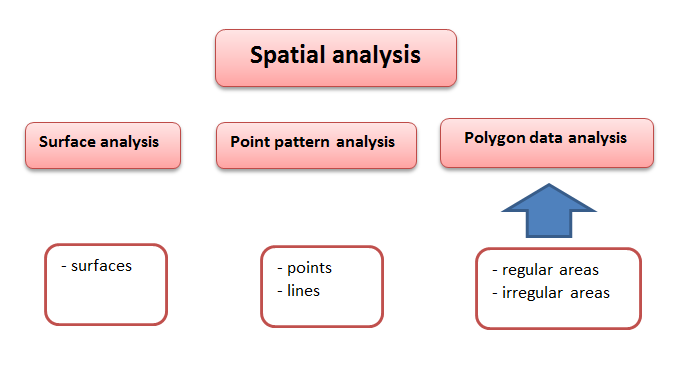 Spatial analysis
Surface analysis
Point pattern analysis
Polygon data analysis
- surfaces
- points
- lines
- regular areas
- irregular areas